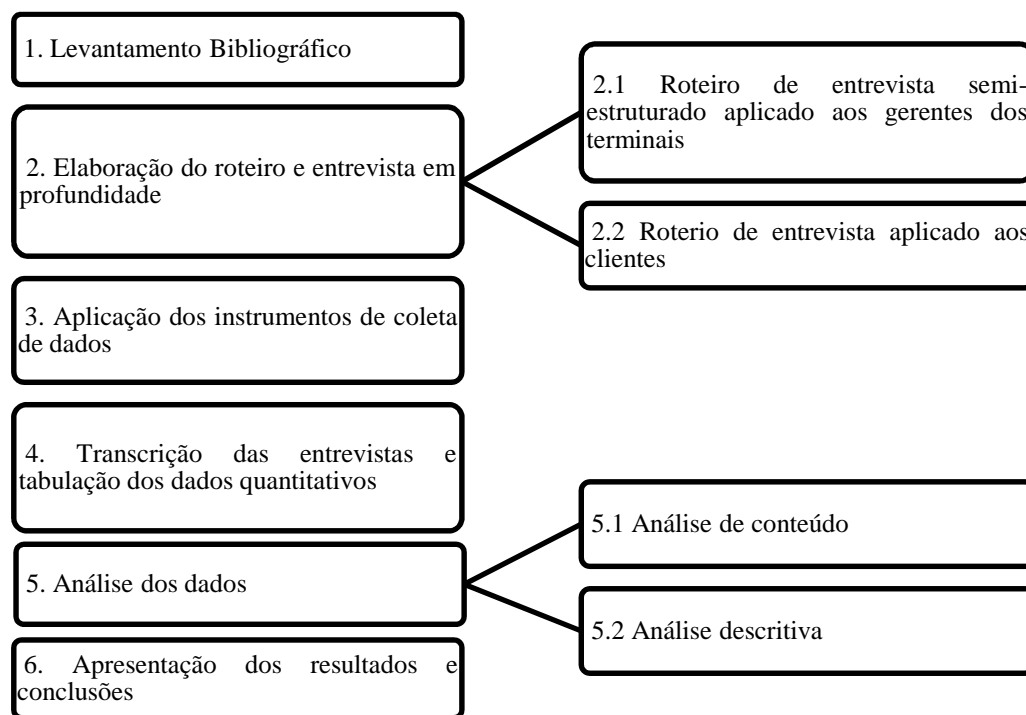 1. Levantamento Bibliográfico
2. Elaboração do roteiro e entrevista em
profundidade
2.1 Roteiro de entrevista semi-
estruturado aplicado aos gerentes dos
terminais
2.2 Roterio de entrevista aplicado aos
clientes
3. Aplicação dos instrumentos de coleta
de dados
4. Transcrição das entrevistas e
tabulação dos dados quantitativos
5. Análise dos dados
5.1 Análise de conteúdo
5.2 Análise descritiva
6. Apresentação dos resultados e
conclusões